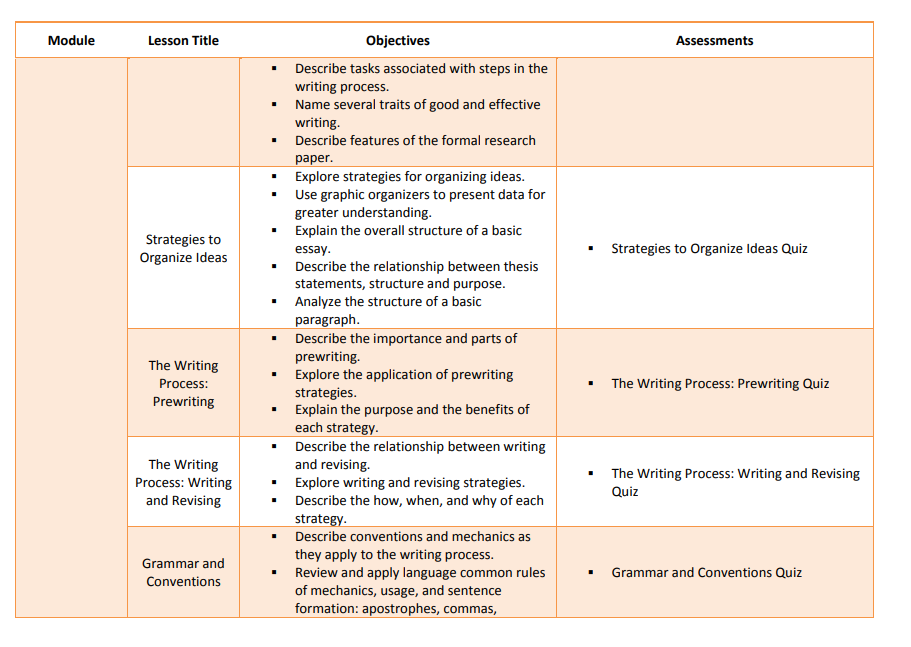 Module Lesson Title Objectives Assessments
▪ Describe tasks associated with steps in the
writing process.
▪ Name several traits of good and effective
writing.
▪ Describe features of the formal research
paper.
Strategies to
Organize Ideas
▪ Explore strategies for organizing ideas.
▪ Use graphic organizers to present data for
greater understanding.
▪ Explain the overall structure of a basic
essay.
▪ Describe the relationship between thesis
statements, structure and purpose.
▪ Analyze the structure of a basic
paragraph.
▪ Strategies to Organize Ideas Quiz
The Writing
Process:
Prewriting
▪ Describe the importance and parts of
prewriting.
▪ Explore the application of prewriting
strategies.
▪ Explain the purpose and the benefits of
each strategy.
▪ The Writing Process: Prewriting Quiz
The Writing
Process: Writing
and Revising
▪ Describe the relationship between writing
and revising.
▪ Explore writing and revising strategies.
▪ Describe the how, when, and why of each
strategy.
▪ The Writing Process: Writing and Revising
Quiz
Grammar and
Conventions
▪ Describe conventions and mechanics as
they apply to the writing process.
▪ Review and apply language common rules
of mechanics, usage, and sentence
formation: apostrophes, commas,
▪ Grammar and Conventions Quiz